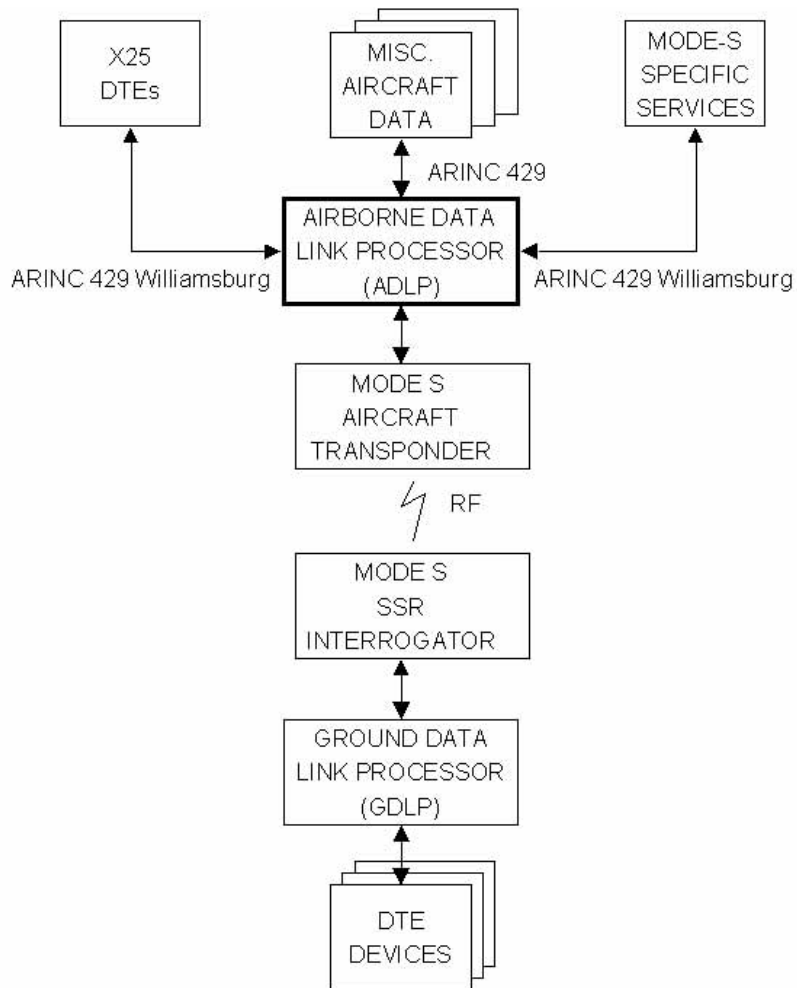 X25
DTEs
MISC.
AIRCRAFT
DATA
MODE-S
SPECIFIC
SERVICES
ARINC 429
AIRBORNE DATA
LINK PROCESSOR
(ADLP)
ARINC 429 Williamsburg
ARINC 429 Williamsburg
MODE S
AIRCRAFT
TRANSPONDER
RF
MODE S
SSR
INTERROGATOR
GROUND DATA
LINK PROCESSOR
(GDLP)
DTE
DEVICES